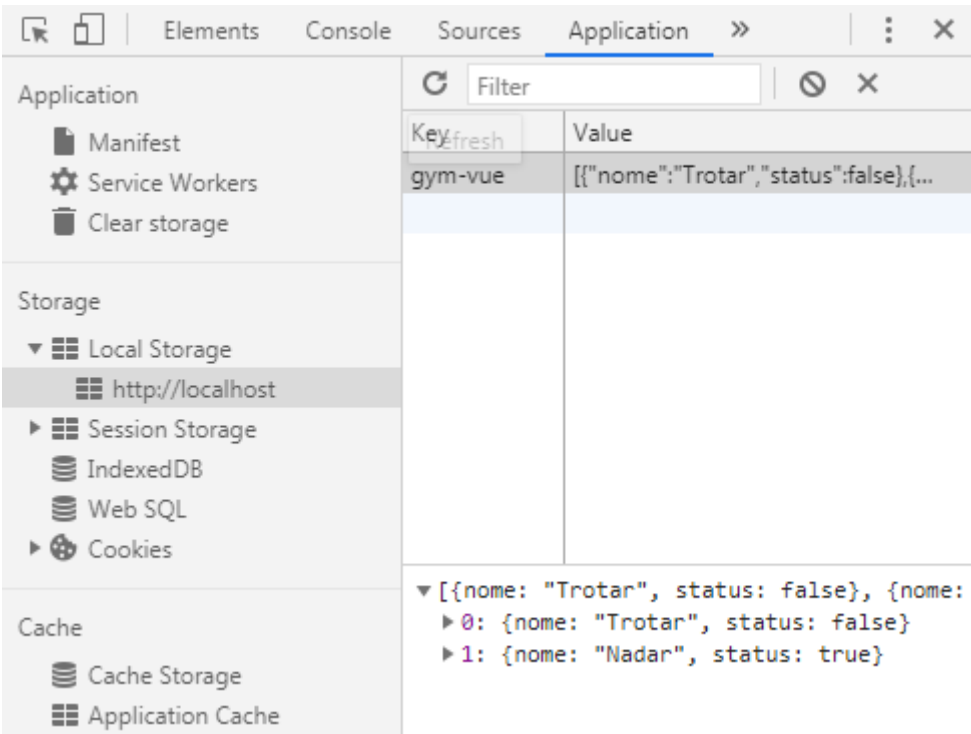 Elements Console Sources Application »
Application
Manifest
Service Workers
Clear storage
Storage
Local Storage
http://localhost
Session Storage
IndexedDB
Web SQL
Cookies
Cache
Cache Storage
Application Cache
Filter
Refresh
Key Value
gym-vue [{"nome":"Trotar","status":false},{...
[{nome: "Trotar", status: false}, {nome:
0: {nome: "Trotar", status: false}
1: {nome: "Nadar", status: true}